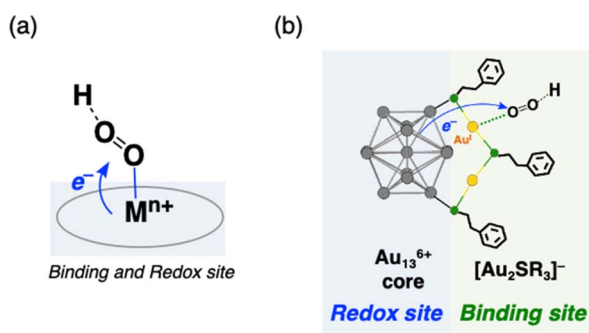 (a)
H
O=O
e⁻
Mⁿ⁺
Binding and Redox site
(b)
H
O=O
e⁻
Auᴵ
Au₁₃⁶⁺
core
[Au₂SR₃]⁻
Redox site
Binding site